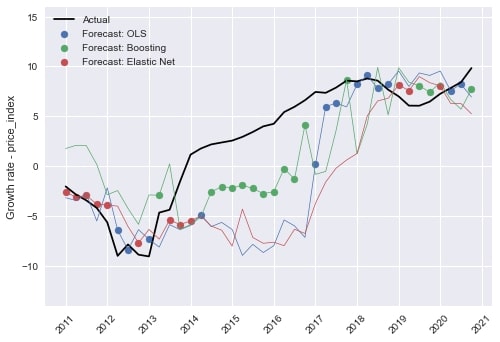 Actual
Forecast: OLS
Forecast: Boosting
Forecast: Elastic Net
Growth rate - price_index
15
10
5
0
−5
−10
2011 2012 2013 2014 2015 2016 2017 2018 2019 2020 2021